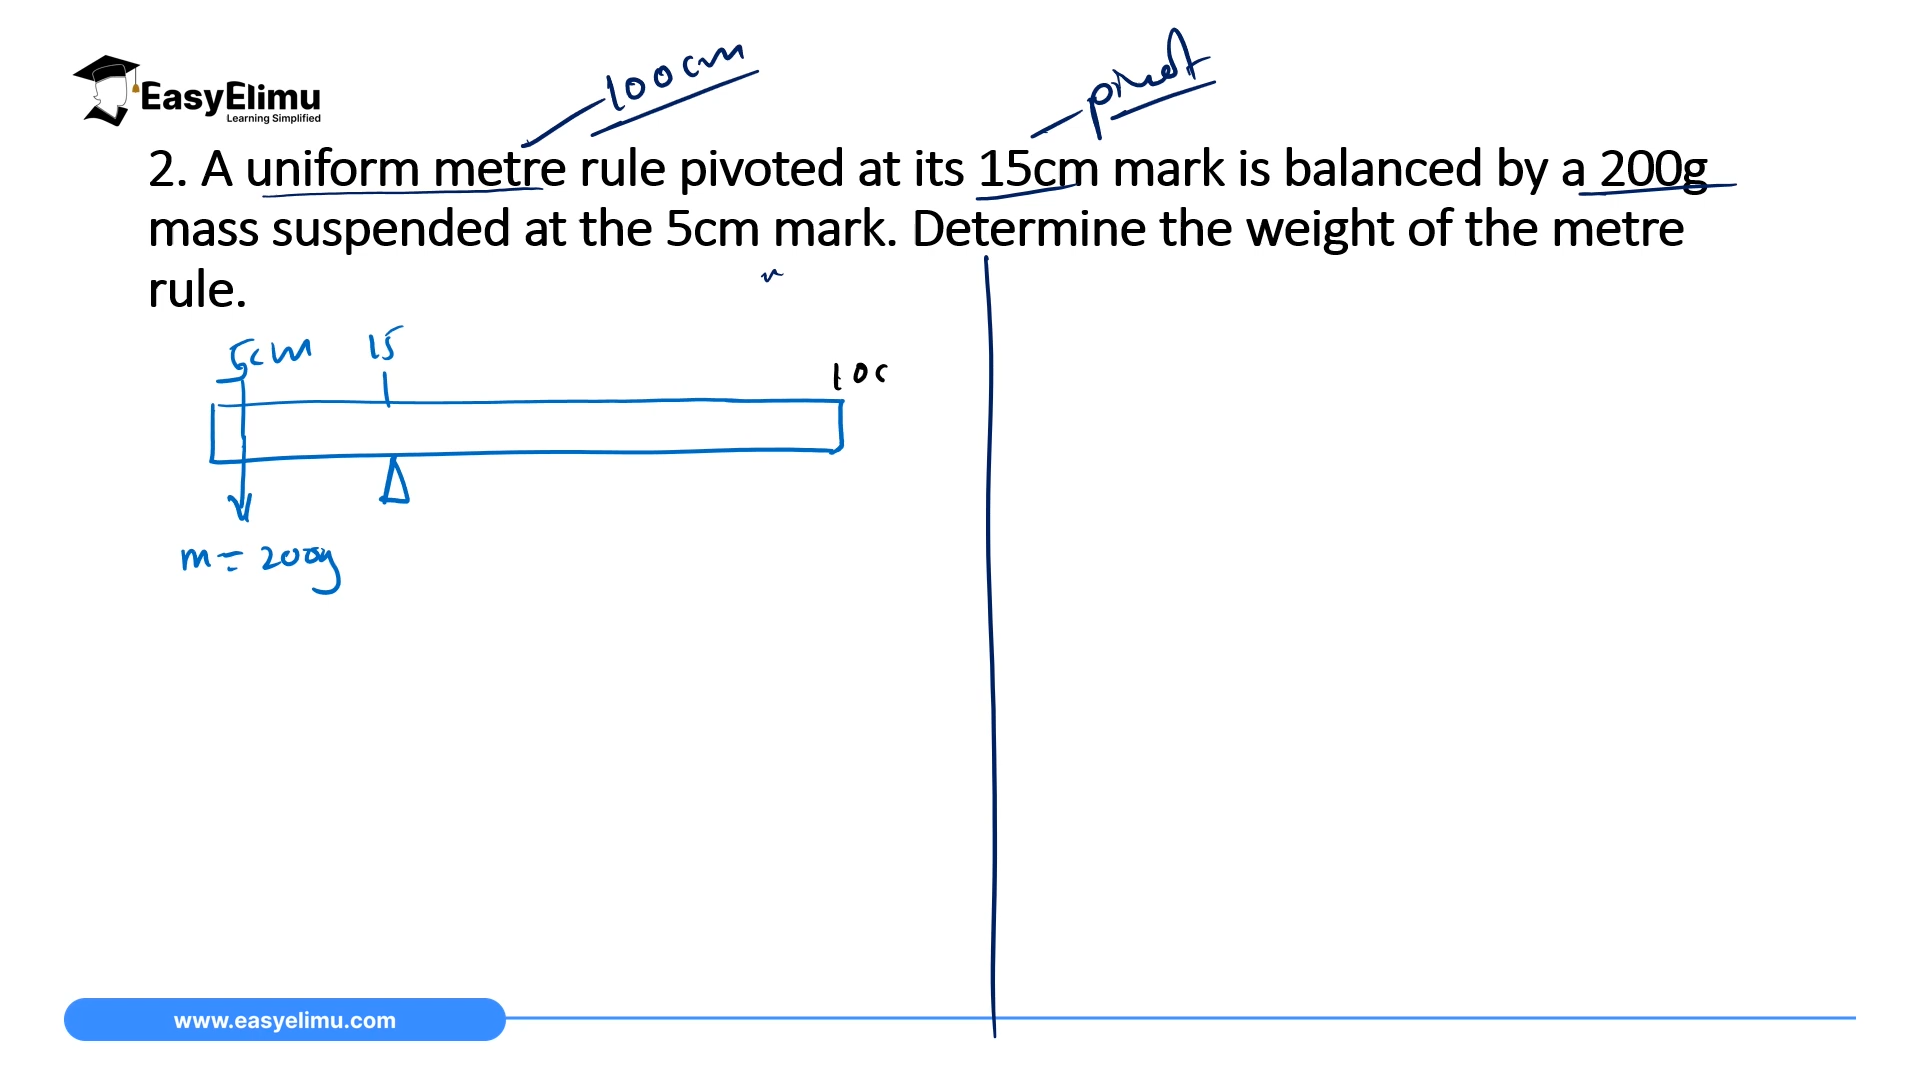 100cm
pivot
EasyElimu
Learning Simplified
2. A uniform metre rule pivoted at its 15cm mark is balanced by a 200g
mass suspended at the 5cm mark. Determine the weight of the metre
rule.
5cm 15
100
m = 200g
www.easyelimu.com